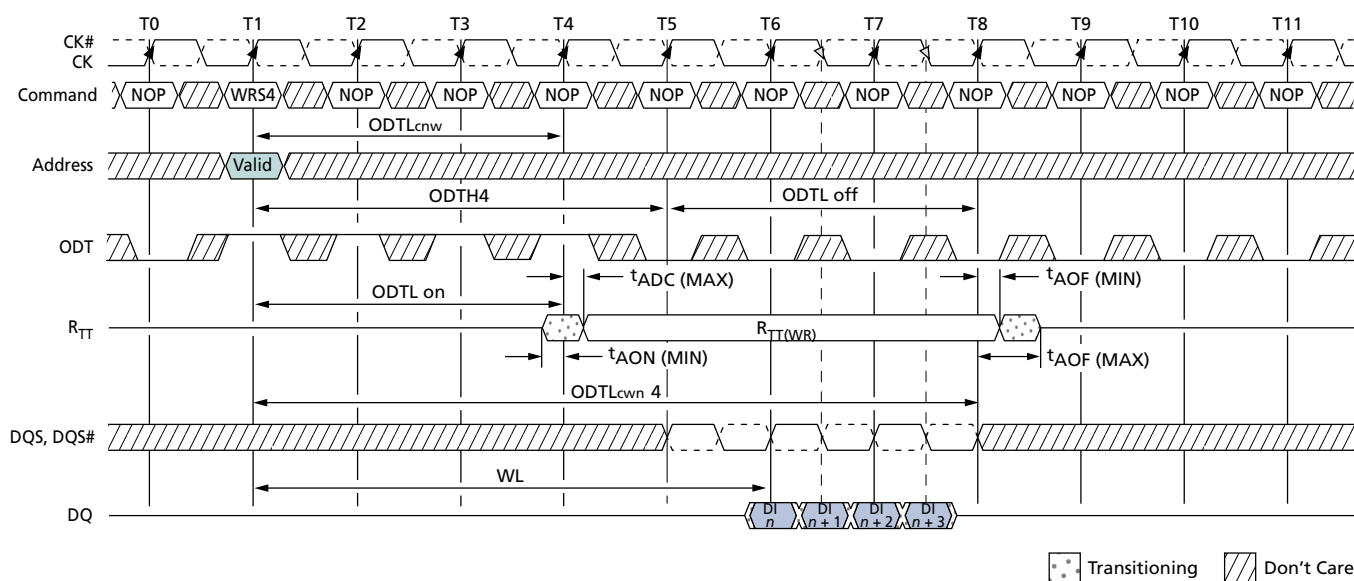 T0 T1 T2 T3 T4 T5 T6 T7 T8 T9 T10 T11
CK#
CK
Command NOP WRS4 NOP NOP NOP NOP NOP NOP NOP NOP NOP NOP
ODTLcnw
Address Valid
ODTH4 ODTL off
ODT
tADC (MAX) tAOF (MIN)
ODTL on
RTT RTT(WR)
tAON (MIN) tAOF (MAX)
ODTLcwn 4
DQS, DQS#
WL
DQ DI n DI n + 1 DI n + 2 DI n + 3
Transitioning Don't Care